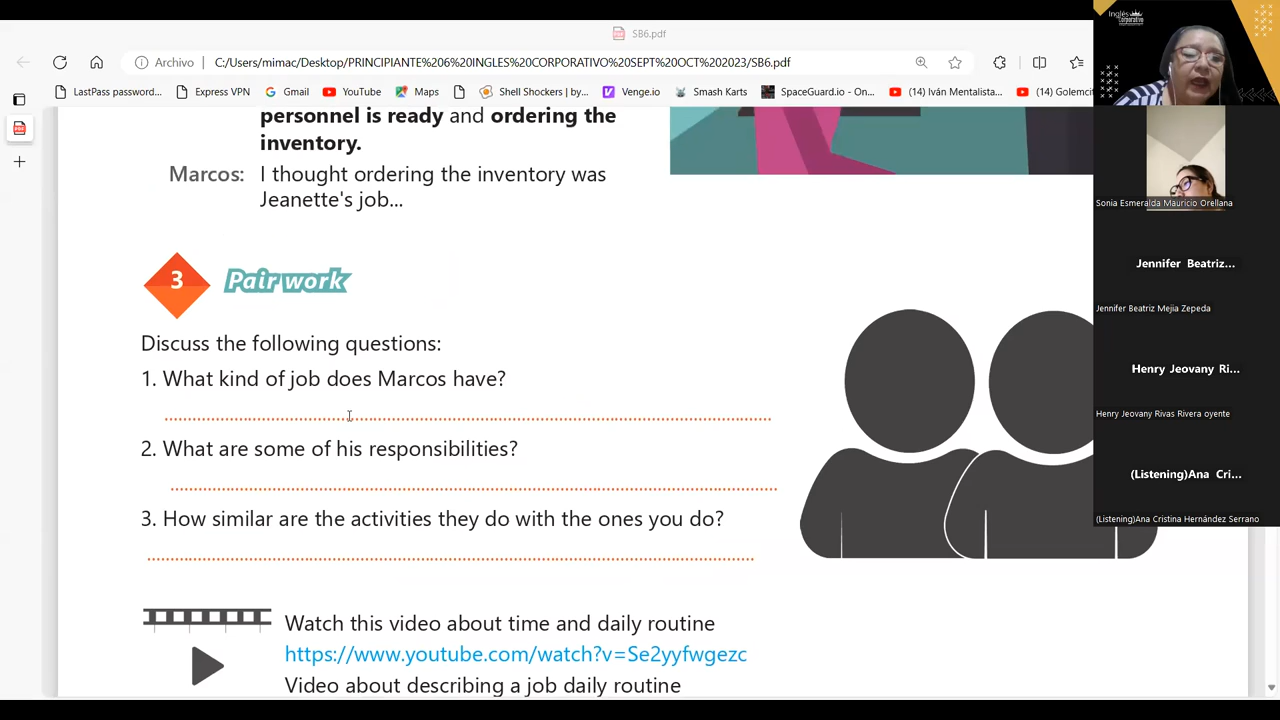 SB6.pdf
Archivo
C:/Users/mimac/Desktop/PRINCIPIANTE%206%20INGLES%20CORPORATIVO%20SEPT%20OCT%202023/SB6.pdf
LastPass password...
Express VPN
Gmail
YouTube
Maps
Shell Shockers | by...
Venge.io
Smash Karts
SpaceGuard.io - On...
(14) Iván Mentalista...
(14) Golemcit
personnel is ready and ordering the
inventory.
Marcos: I thought ordering the inventory was
Jeanette's job...
3
Pair work
Discuss the following questions:
1. What kind of job does Marcos have?
2. What are some of his responsibilities?
3. How similar are the activities they do with the ones you do?
Watch this video about time and daily routine
https://www.youtube.com/watch?v=Se2yyfwgezc
Video about describing a job daily routine
Inglés
Corporativo
Sonia Esmeralda Mauricio Orellana
Jennifer Beatriz...
Jennifer Beatriz Mejia Zepeda
Henry Jeovany Ri...
Henry Jeovany Rivas Rivera oyente
(Listening)Ana Cri...
(Listening)Ana Cristina Hernández Serrano